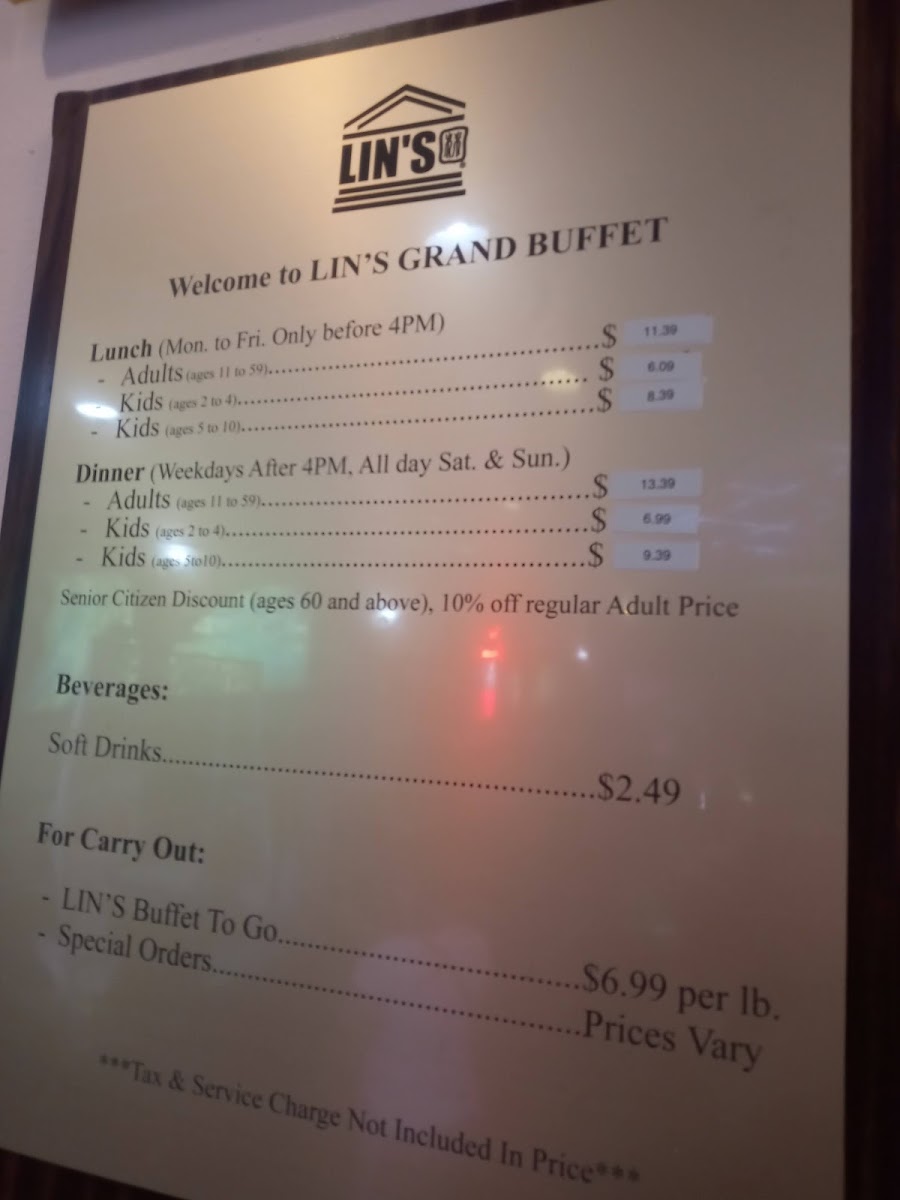 LIN'S
Welcome to LIN'S GRAND BUFFET
Lunch (Mon. to Fri. Only before 4PM)
- Adults (ages 11 to 59)..............................$ 11.39
- Kids (ages 2 to 4)..............................$ 6.09
- Kids (ages 5 to 10)..............................$ 8.39
Dinner (Weekdays After 4PM, All day Sat. & Sun.)
- Adults (ages 11 to 59)..............................$ 13.39
- Kids (ages 2 to 4)..............................$ 6.99
- Kids (ages 5to10)..............................$ 9.39
Senior Citizen Discount (ages 60 and above), 10% off regular Adult Price
Beverages:
Soft Drinks..............................$2.49
For Carry Out:
- LIN'S Buffet To Go..............................$6.99 per lb.
- Special Orders..............................Prices Vary
***Tax & Service Charge Not Included In Price***